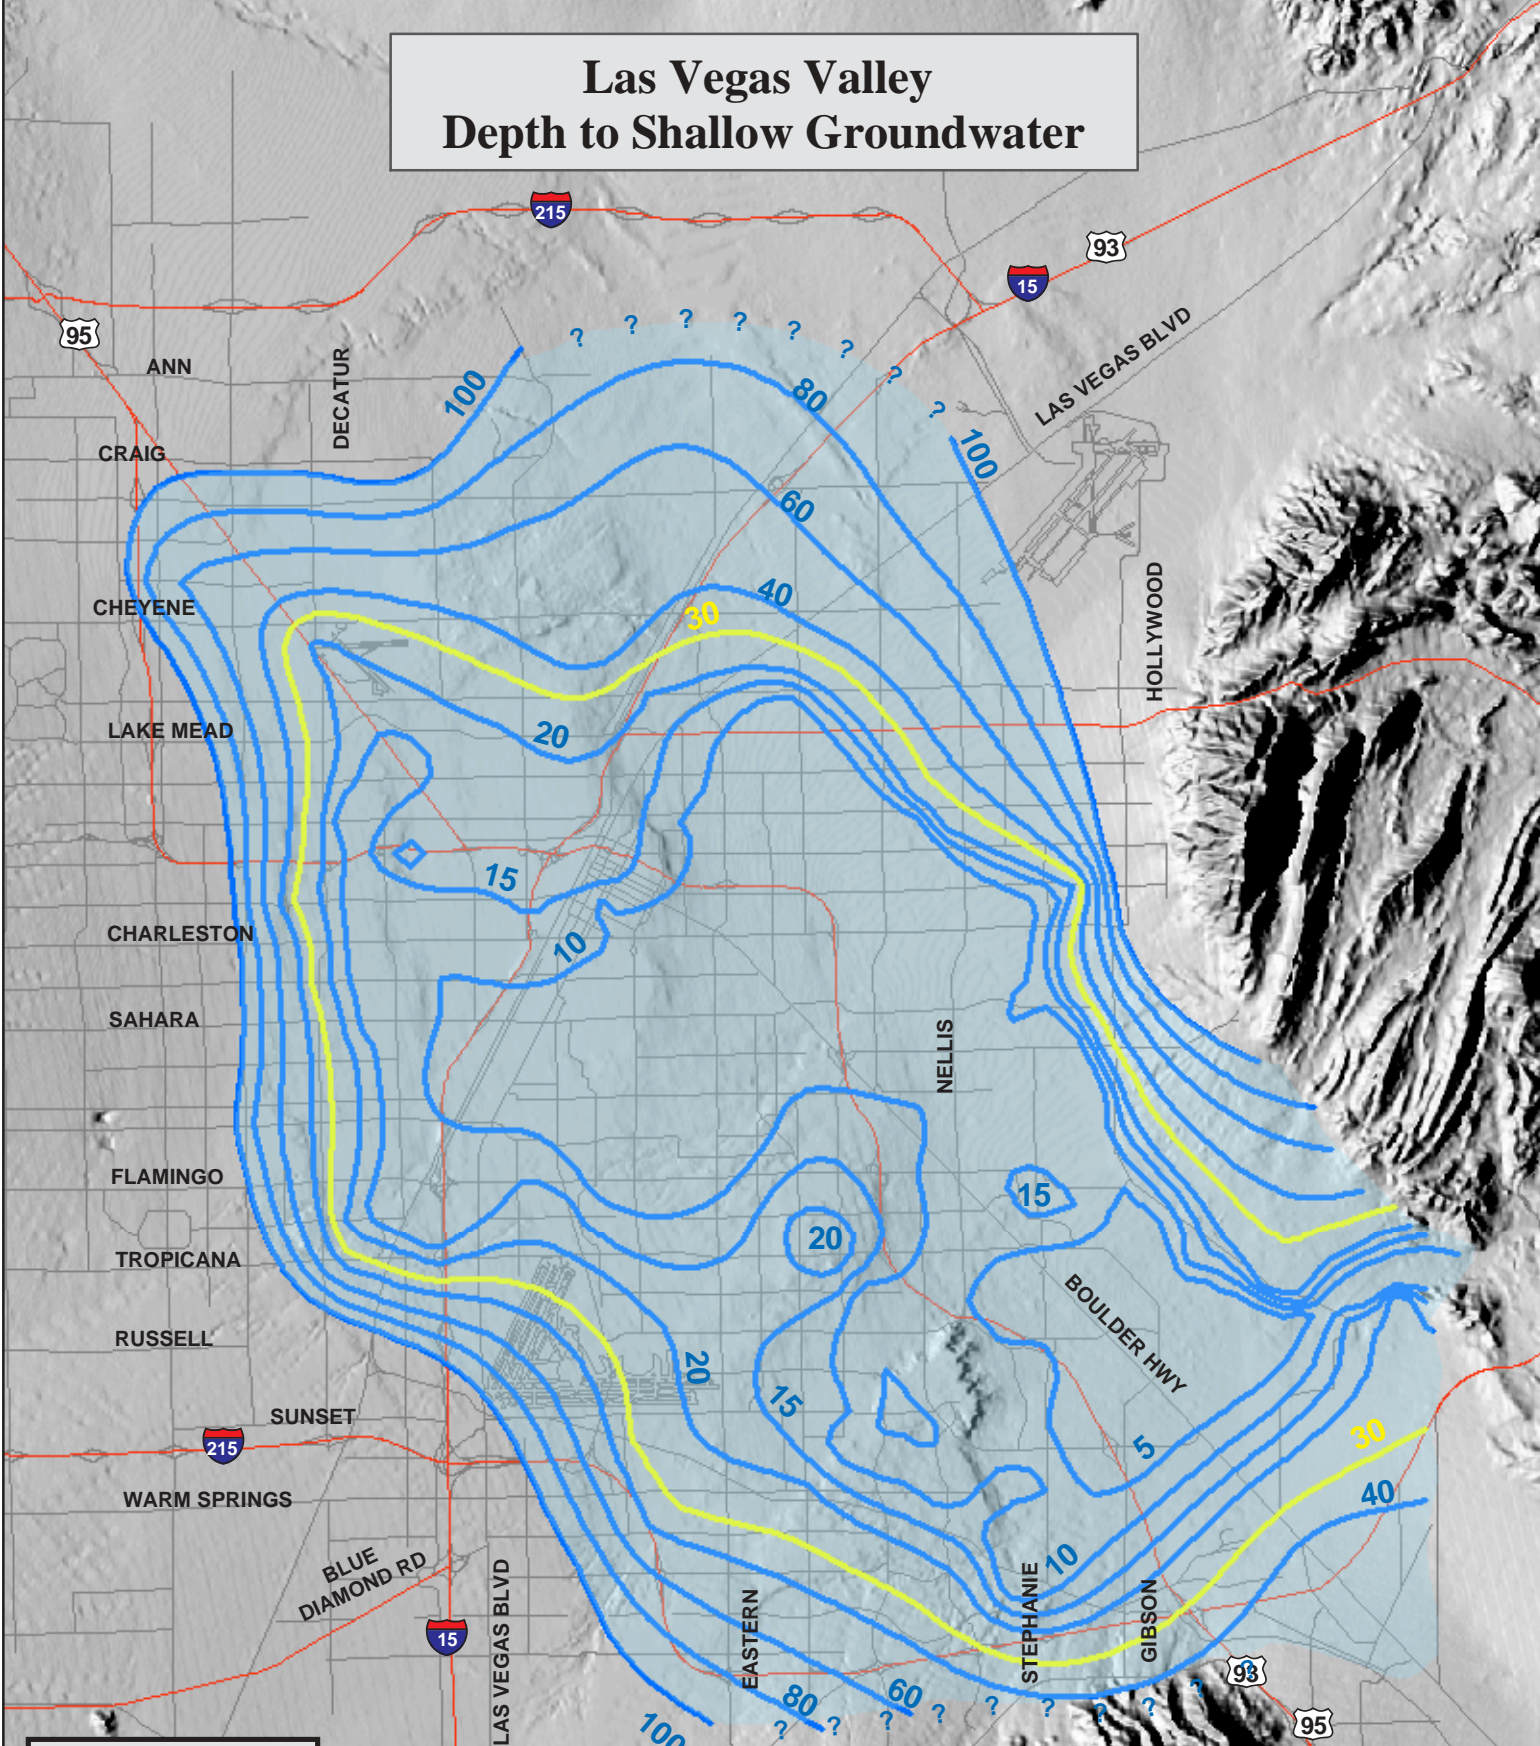 Las Vegas Valley
Depth to Shallow Groundwater
215
93
15
95
ANN
DECATUR
100
? ? ? ? ? ? ? ?
80
LAS VEGAS BLVD
CRAIG
100
60
CHEYENE
40
30
HOLLYWOOD
LAKE MEAD
20
15
CHARLESTON
10
SAHARA
NELLIS
FLAMINGO
15
20
TROPICANA
BOULDER HWY
RUSSELL
20
15
SUNSET
215
5
30
WARM SPRINGS
40
BLUE
DIAMOND RD
10
LAS VEGAS BLVD
EASTERN
STEPHANIE
GIBSON
15
93
?
80
60
100
? ? ? ? ? ? ? ? ?
95